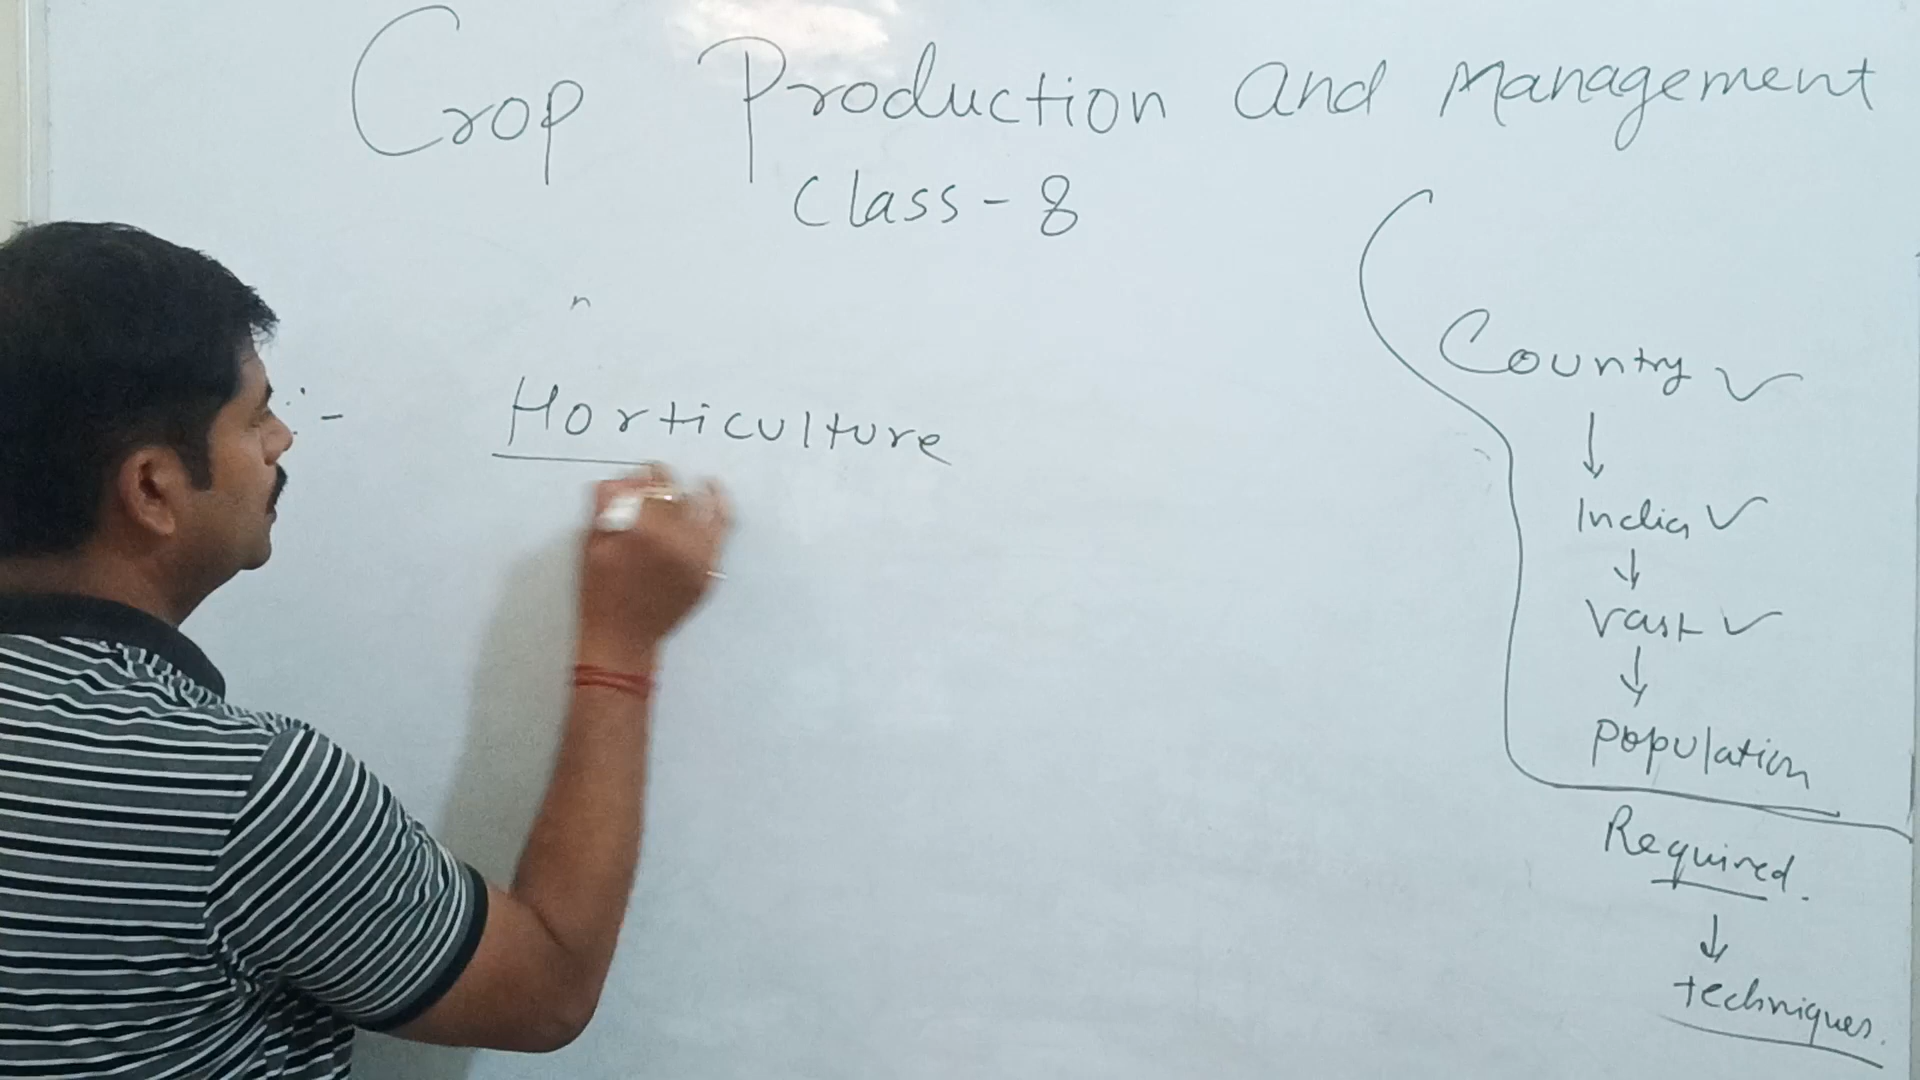 Crop Production and Management
Class - 8
n
:- Horticulture
Country ✓
↓
India ✓
↓
Vast ✓
↓
Population
Required.
↓
techniques.